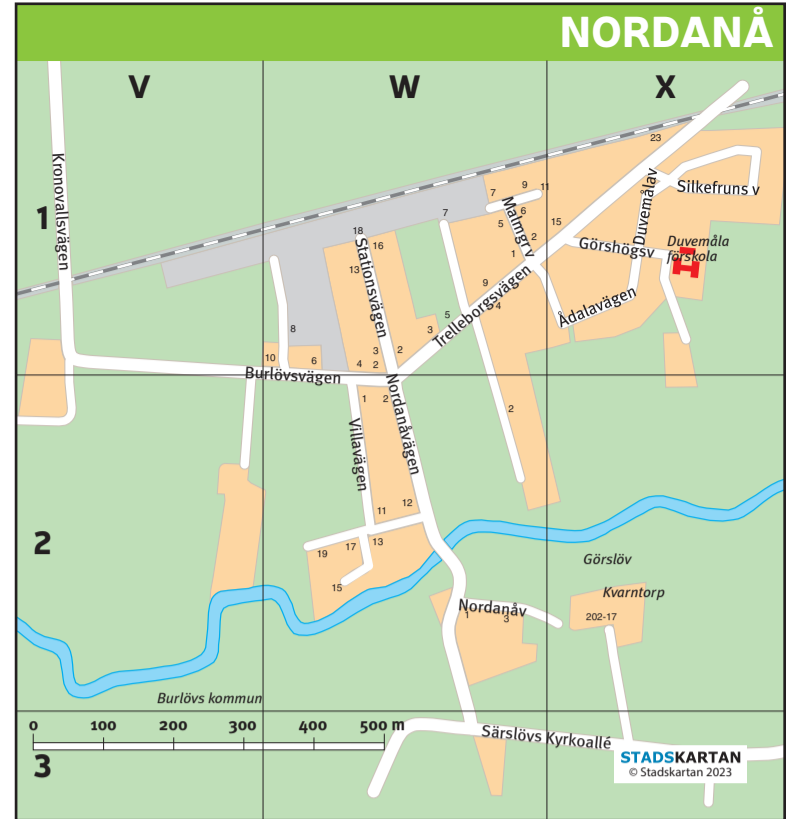 NORDANÅ
V
W
X
1
2
3
Kronovallsvägen
Silkefruns v
Duvemålav
Duvemåla
förskola
Görshögsv
Ådalavägen
Malmgrv
Trelleborgsvägen
Stationsvägen
Burlövsvägen
Nordanåvägen
Villavägen
23
7
9
11
6
5
2
1
15
7
18
16
13
9
4
5
3
8
10
6
4
3
2
2
1
2
2
11
12
13
17
19
15
Görslöv
Kvarntorp
202-17
Nordanåv
1
3
Burlövs kommun
0 100 200 300 400 500 m
Särslövs Kyrkoallé
STADSKARTAN
© Stadskartan 2023